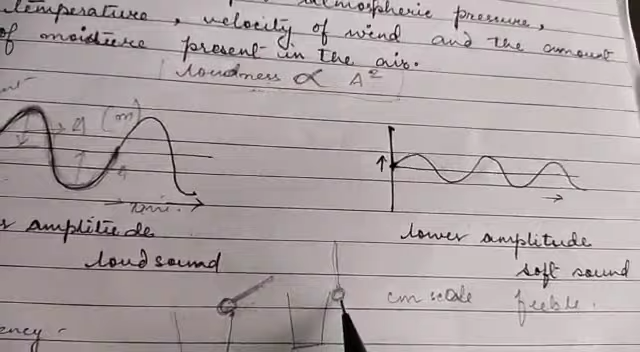 temperature, atmospheric pressure,
velocity of wind and the amount
of moisture present in the air.
loudness ∝ A²
(m)
time.
amplitude
lower amplitude
loud sound
soft sound
cm scale feeble.